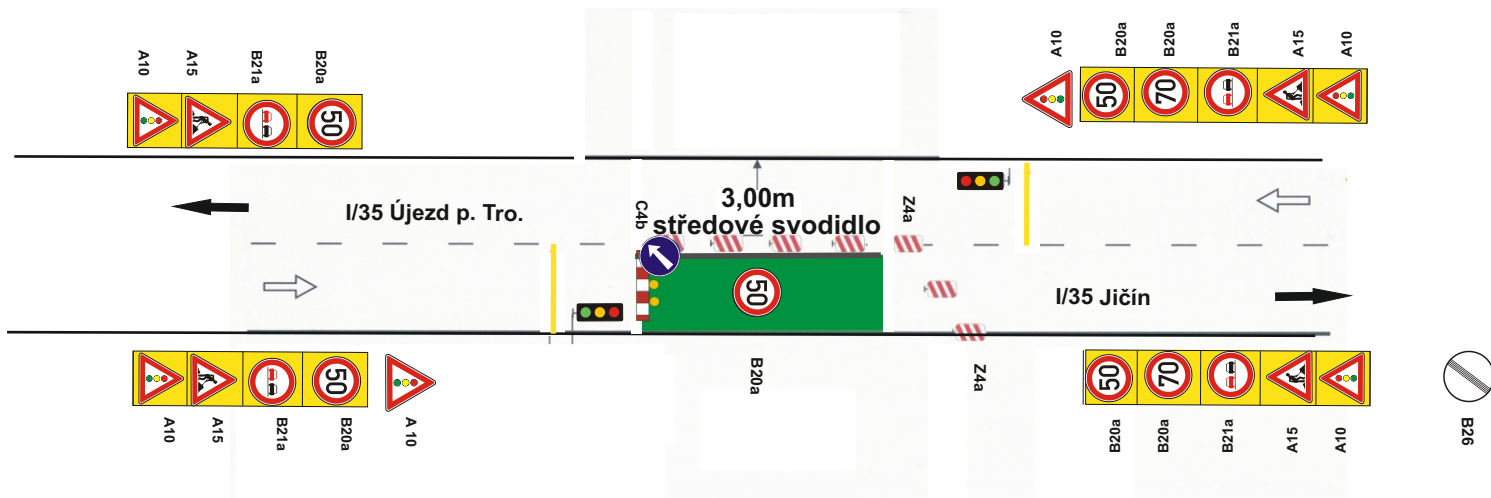 A10
A15
B21a
B20a
50
A10
B20a
B20a
B21a
A15
A10
50
70
I/35 Újezd p. Tro.
C4b
3,00m
středové svodidlo
Z4a
50
I/35 Jičín
50
A10
A15
B21a
B20a
A 10
B20a
Z4a
50
70
B20a
B20a
B21a
A15
A10
B26